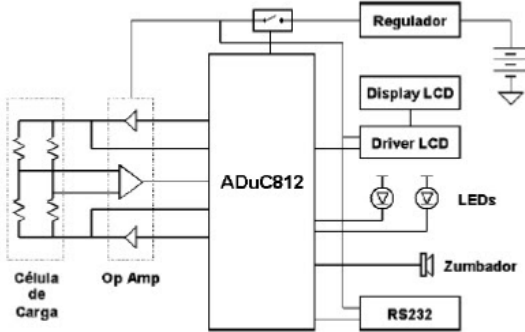 Regulador
Display LCD
Driver LCD
ADuC812
LEDs
Zumbador
RS232
Célula
de
Carga
Op Amp